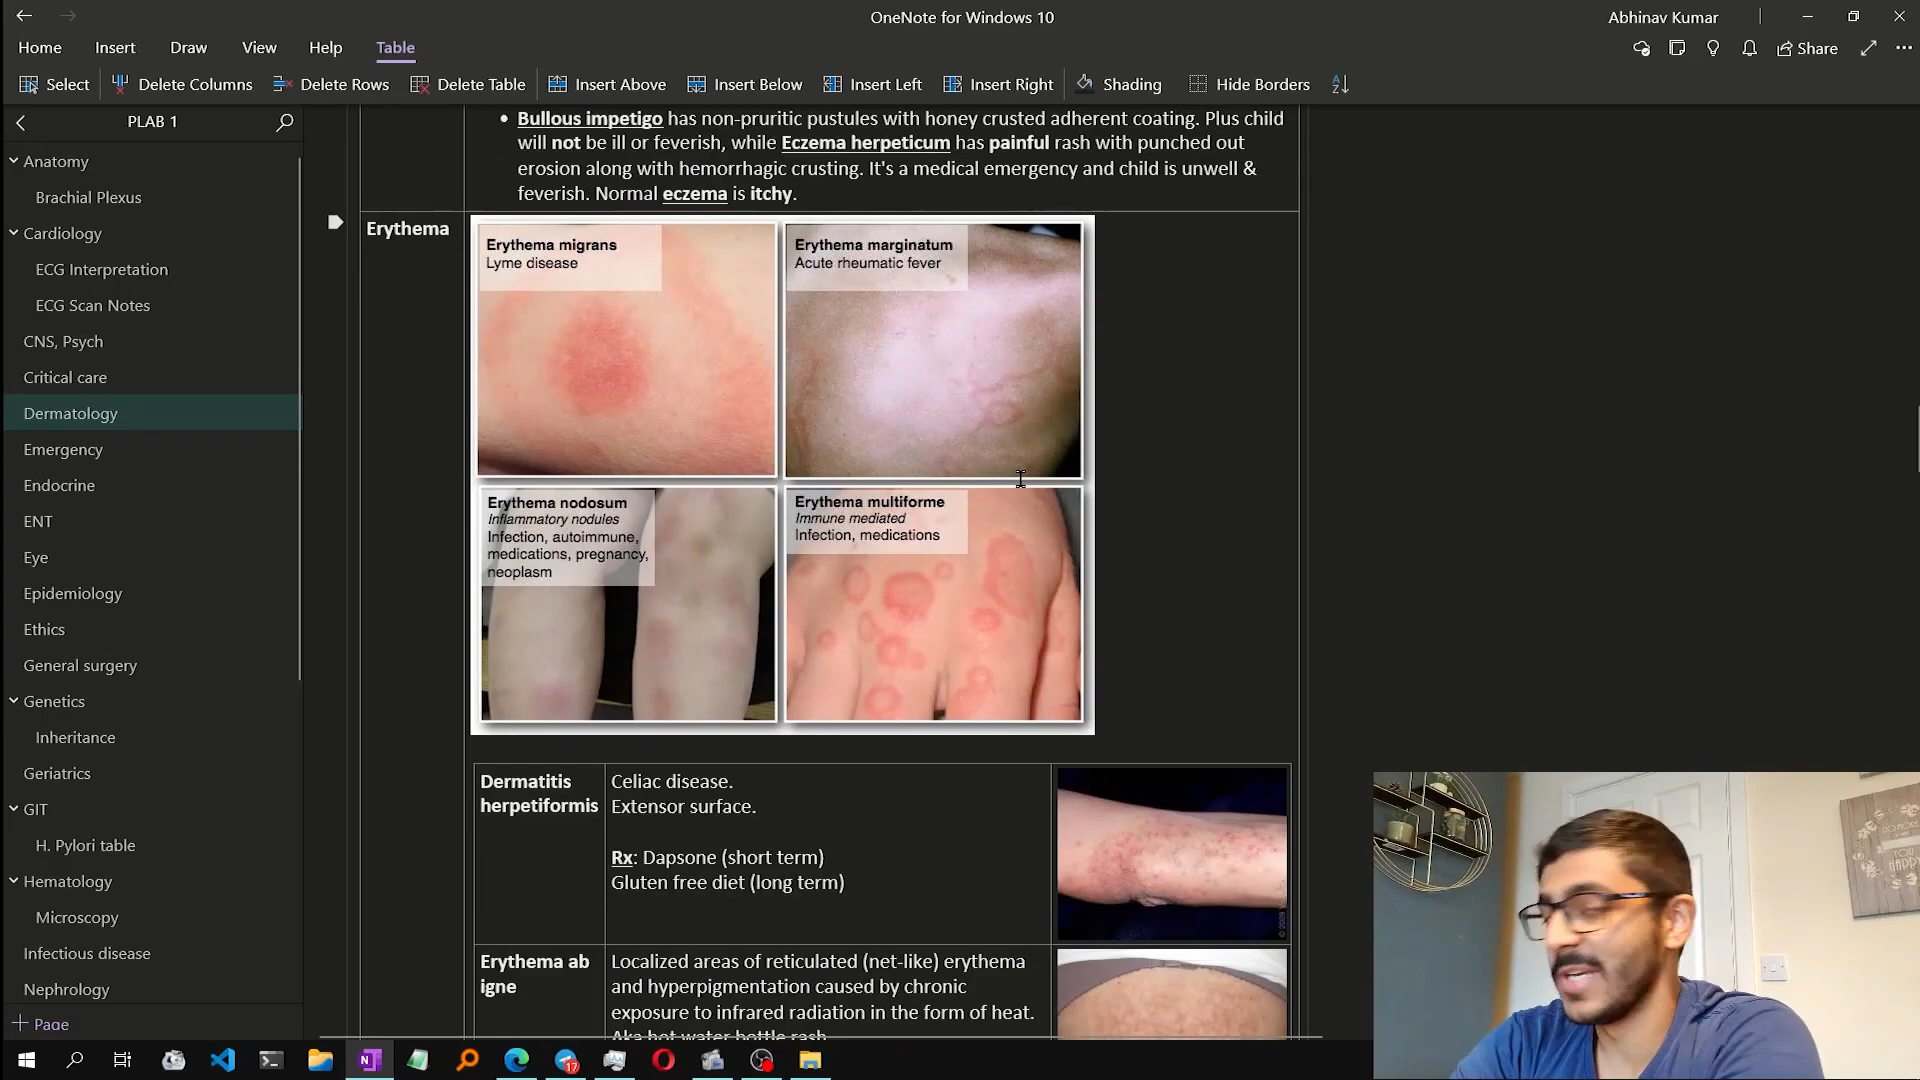 OneNote for Windows 10
Abhinav Kumar
Home Insert Draw View Help Table
Share
Select Delete Columns Delete Rows Delete Table Insert Above Insert Below Insert Left Insert Right Shading Hide Borders
PLAB 1
Anatomy
Brachial Plexus
Cardiology
ECG Interpretation
ECG Scan Notes
CNS, Psych
Critical care
Dermatology
Emergency
Endocrine
ENT
Eye
Epidemiology
Ethics
General surgery
Genetics
Inheritance
Geriatrics
GIT
H. Pylori table
Hematology
Microscopy
Infectious disease
Nephrology
+ Page
• Bullous impetigo has non-pruritic pustules with honey crusted adherent coating. Plus child
will not be ill or feverish, while Eczema herpeticum has painful rash with punched out
erosion along with hemorrhagic crusting. It's a medical emergency and child is unwell &
feverish. Normal eczema is itchy.
Erythema
Erythema migrans
Lyme disease
Erythema marginatum
Acute rheumatic fever
Erythema nodosum
Inflammatory nodules
Infection, autoimmune,
medications, pregnancy,
neoplasm
Erythema multiforme
Immune mediated
Infection, medications
Dermatitis
herpetiformis
Celiac disease.
Extensor surface.
Rx: Dapsone (short term)
Gluten free diet (long term)
Erythema ab
igne
Localized areas of reticulated (net-like) erythema
and hyperpigmentation caused by chronic
exposure to infrared radiation in the form of heat.
Aka hot water bottle rash
17